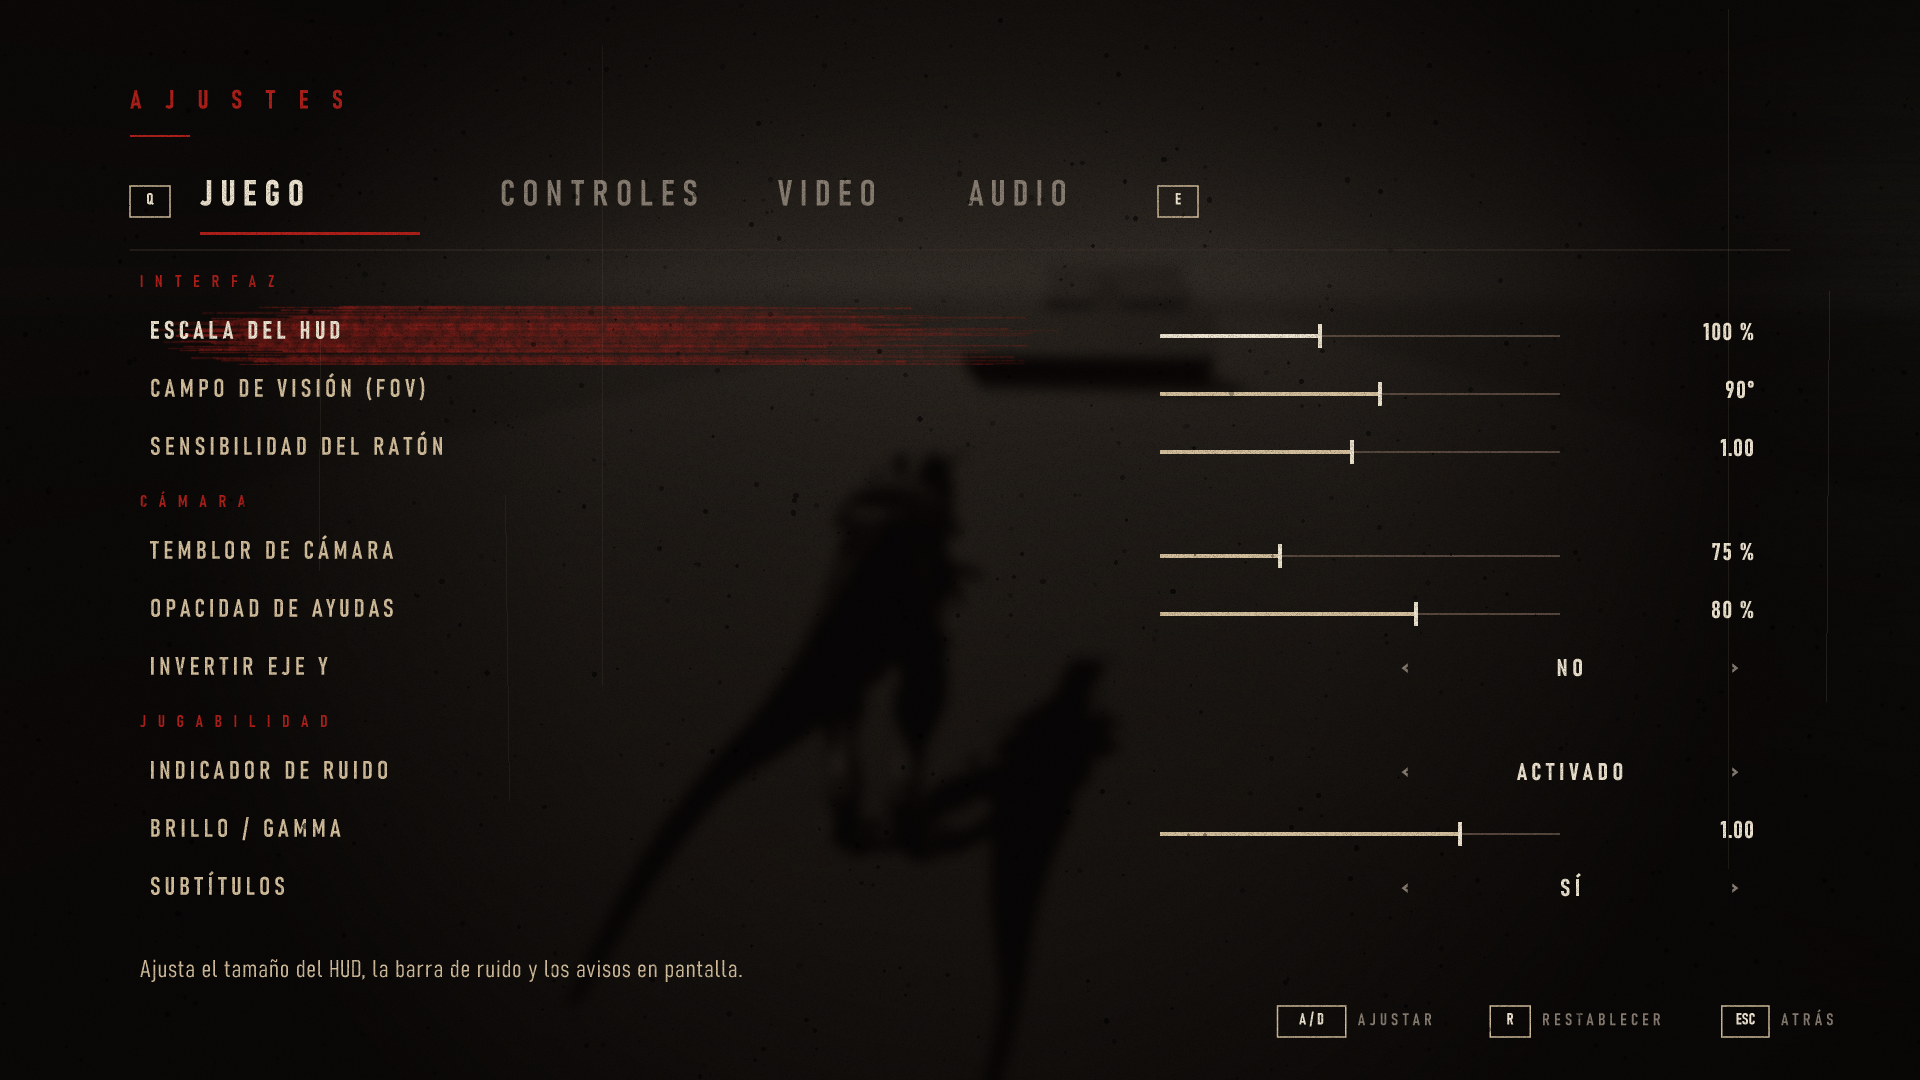 AJUSTES
Q JUEGO CONTROLES VIDEO AUDIO E
INTERFAZ
ESCALA DEL HUD 100 %
CAMPO DE VISIÓN (FOV) 90°
SENSIBILIDAD DEL RATÓN 1.00
CÁMARA
TEMBLOR DE CÁMARA 75 %
OPACIDAD DE AYUDAS 80 %
INVERTIR EJE Y < NO >
JUGABILIDAD
INDICADOR DE RUIDO < ACTIVADO >
BRILLO / GAMMA 1.00
SUBTÍTULOS < SÍ >
Ajusta el tamaño del HUD, la barra de ruido y los avisos en pantalla.
A/D AJUSTAR R RESTABLECER ESC ATRÁS